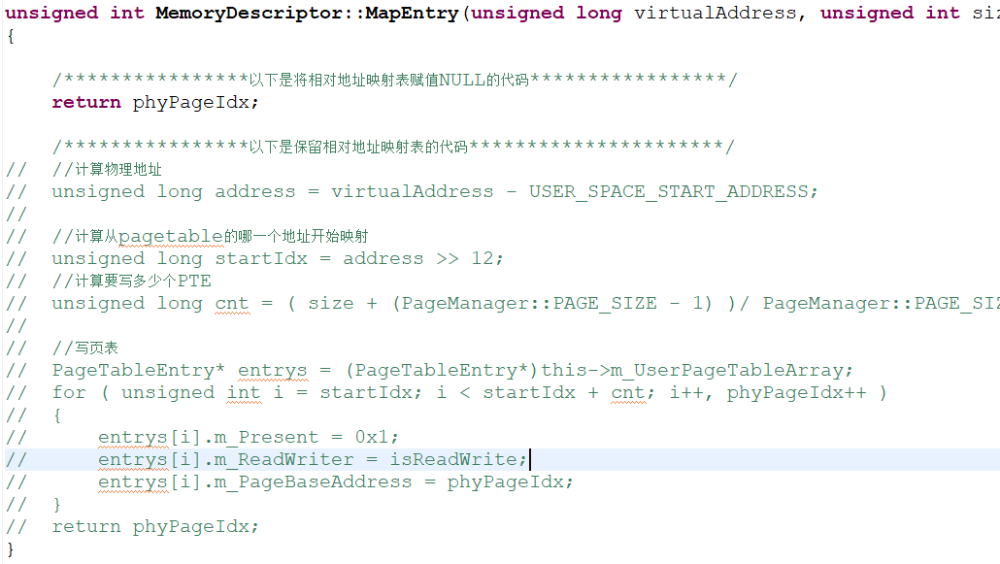 unsigned int MemoryDescriptor::MapEntry(unsigned long virtualAddress, unsigned int
{
/****************以下是将相对地址映射表赋值NULL的代码*****************/
return phyPageIdx;
/****************以下是保留相对地址映射表的代码**********************/
// //计算物理地址
// unsigned long address = virtualAddress - USER_SPACE_START_ADDRESS;
//
// //计算从pagetable的哪一个地址开始映射
// unsigned long startIdx = address >> 12;
// //计算要写多少个PTE
// unsigned long cnt = ( size + (PageManager::PAGE_SIZE - 1) )/ PageManager::
//
// //写页表
// PageTableEntry* entrys = (PageTableEntry*)this->m_UserPageTableArray;
// for ( unsigned int i = startIdx; i < startIdx + cnt; i++, phyPageIdx++ )
// {
// entrys[i].m_Present = 0x1;
// entrys[i].m_ReadWriter = isReadWrite;
// entrys[i].m_PageBaseAddress = phyPageIdx;
// }
// return phyPageIdx;
}